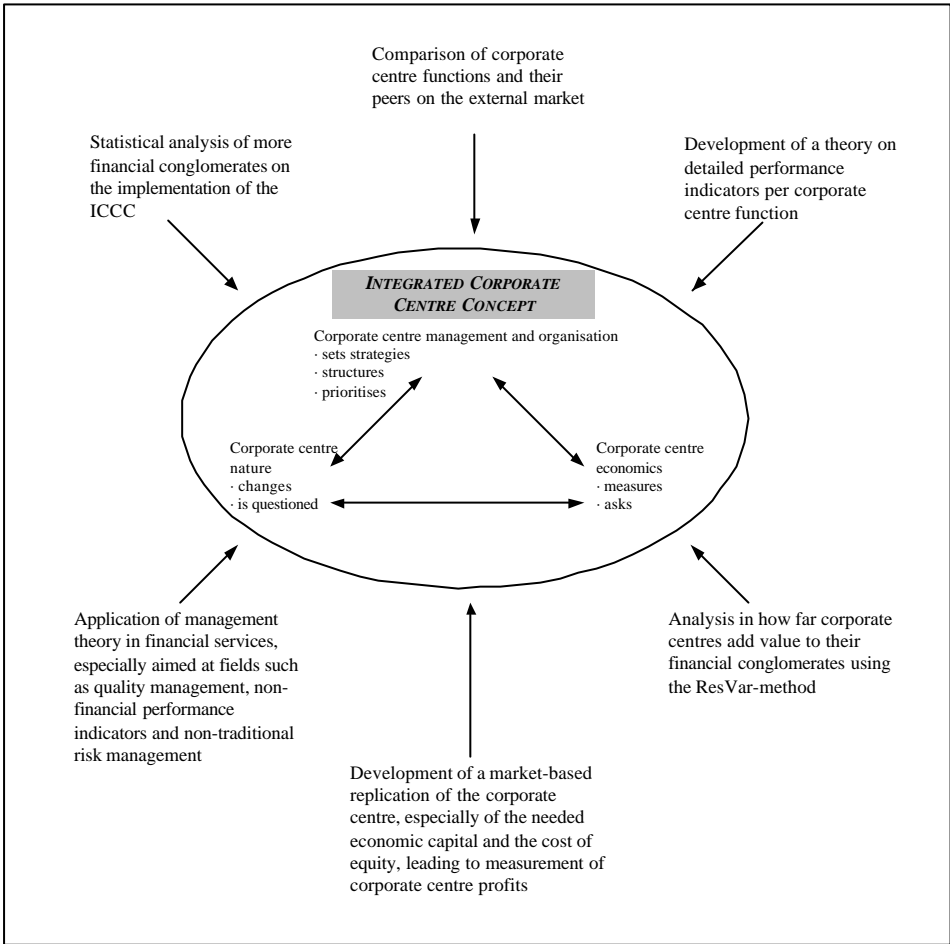 Comparison of corporate
centre functions and their
peers on the external market
Statistical analysis of more
financial conglomerates on
the implementation of the
ICCC
Development of a theory on
detailed performance
indicators per corporate
centre function
INTEGRATED CORPORATE
CENTRE CONCEPT
Corporate centre management and organisation
· sets strategies
· structures
· prioritises
Corporate centre
nature
· changes
· is questioned
Corporate centre
economics
· measures
· asks
Application of management
theory in financial services,
especially aimed at fields such
as quality management, non-
financial performance
indicators and non-traditional
risk management
Analysis in how far corporate
centres add value to their
financial conglomerates using
the ResVar-method
Development of a market-based
replication of the corporate
centre, especially of the needed
economic capital and the cost of
equity, leading to measurement of
corporate centre profits